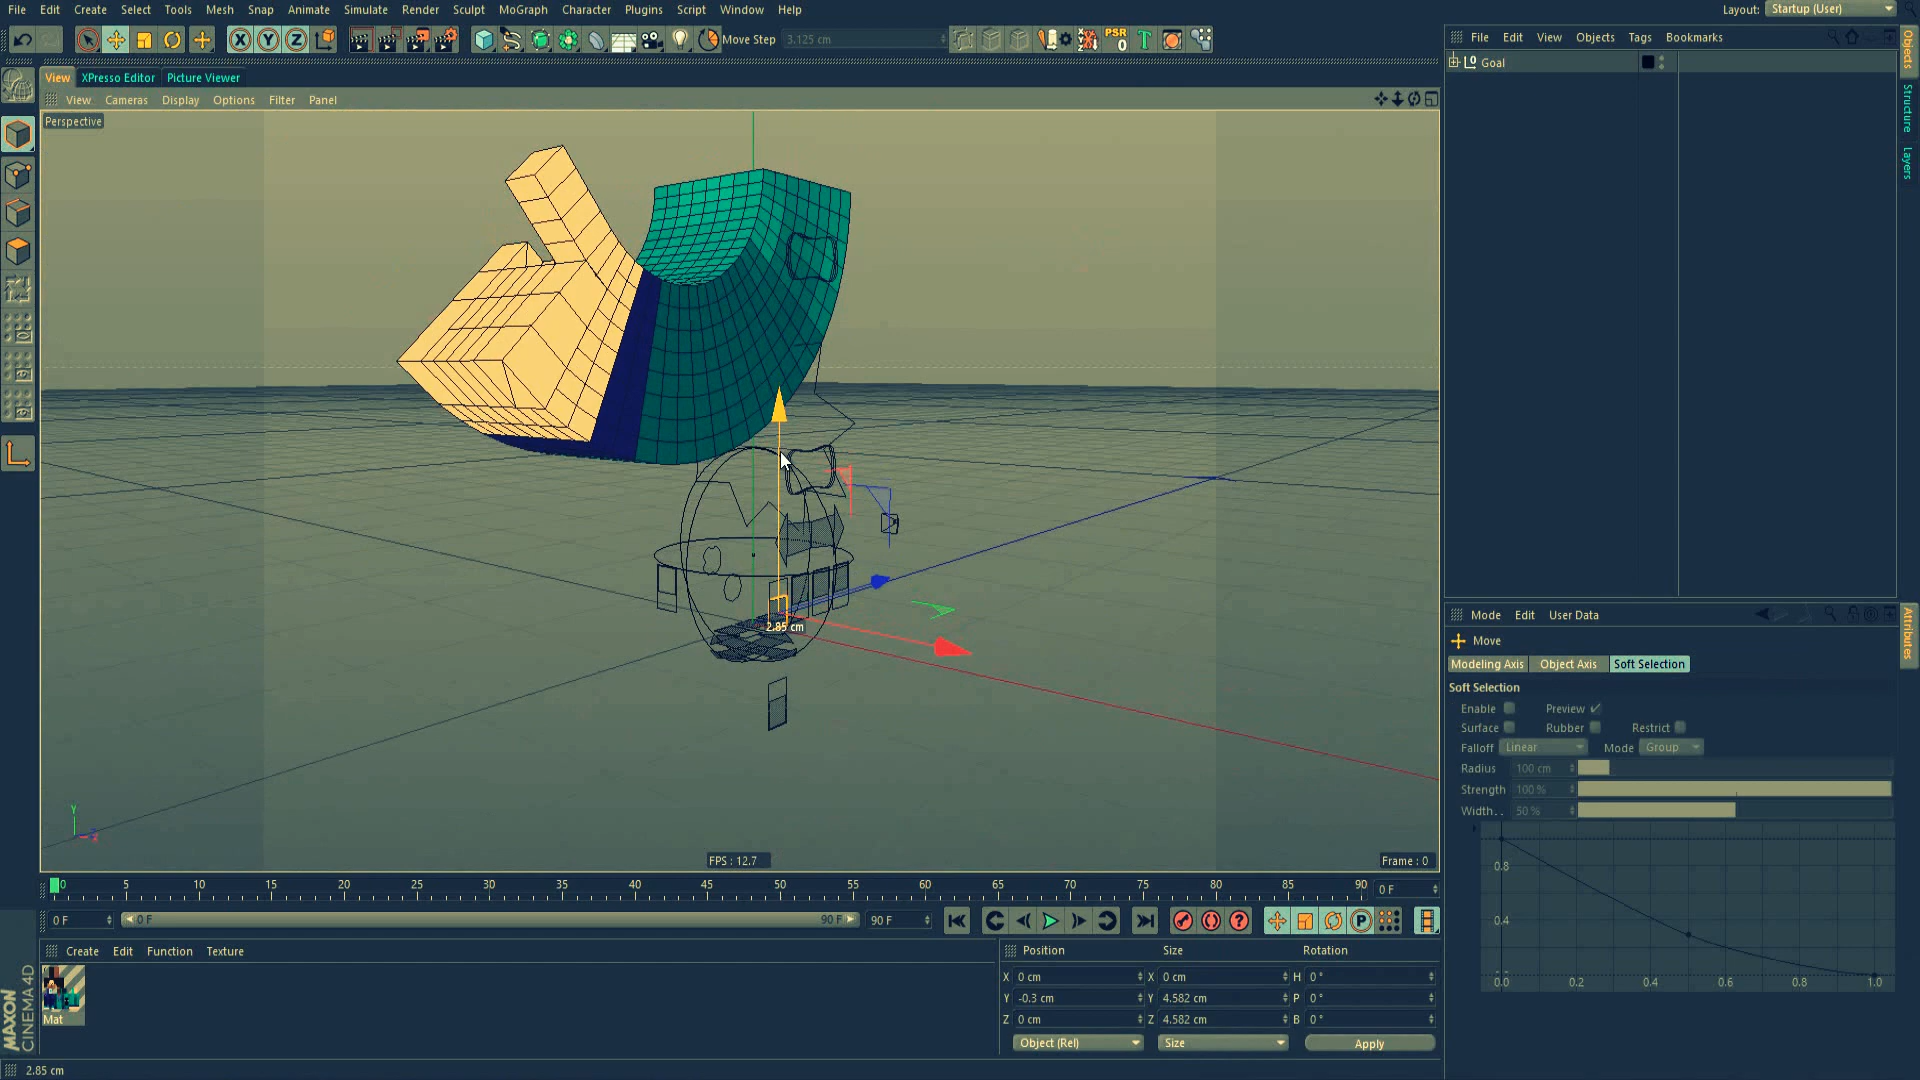 File Edit Create Select Tools Mesh Snap Animate Simulate Render Sculpt MoGraph Character Plugins Script Window Help
Layout: Startup (User)
X Y Z
Move Step 3.125 cm
PSR 0
View XPresso Editor Picture Viewer
View Cameras Display Options Filter Panel
Perspective
2.85 cm
Y
Z
FPS : 12.7
Frame : 0
0 5 10 15 20 25 30 35 40 45 50 55 60 65 70 75 80 85 90
0 F
0 F
0 F
90 F
90 F
P
Create Edit Function Texture
Mat
MAXON
CINEMA 4D
Position Size Rotation
X 0 cm X 0 cm H 0 °
Y -0.3 cm Y 4.582 cm P 0 °
Z 0 cm Z 4.582 cm B 0 °
Object (Rel) Size Apply
2.85 cm
File Edit View Objects Tags Bookmarks
Goal
Objects
Structure
Layers
Mode Edit User Data
Move
Modeling Axis Object Axis Soft Selection
Soft Selection
Enable Preview
Surface Rubber Restrict
Falloff Linear Mode Group
Radius 100 cm
Strength 100 %
Width.. 50 %
0.8
0.4
0.0 0.2 0.4 0.6 0.8 1.0
Attributes